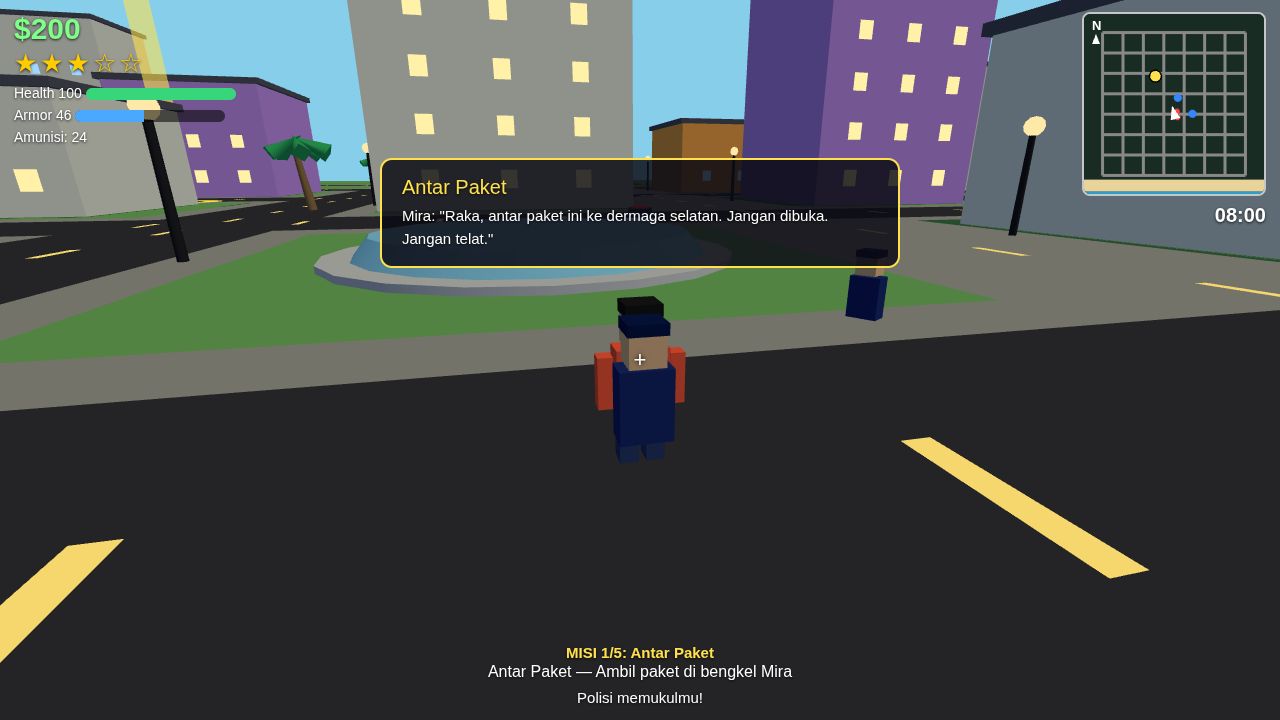 $200
★★★☆☆
Health 100
Armor 46
Amunisi: 24
N
08:00
Antar Paket
Mira: "Raka, antar paket ini ke dermaga selatan. Jangan dibuka.
Jangan telat."
MISI 1/5: Antar Paket
Antar Paket — Ambil paket di bengkel Mira
Polisi memukulmu!